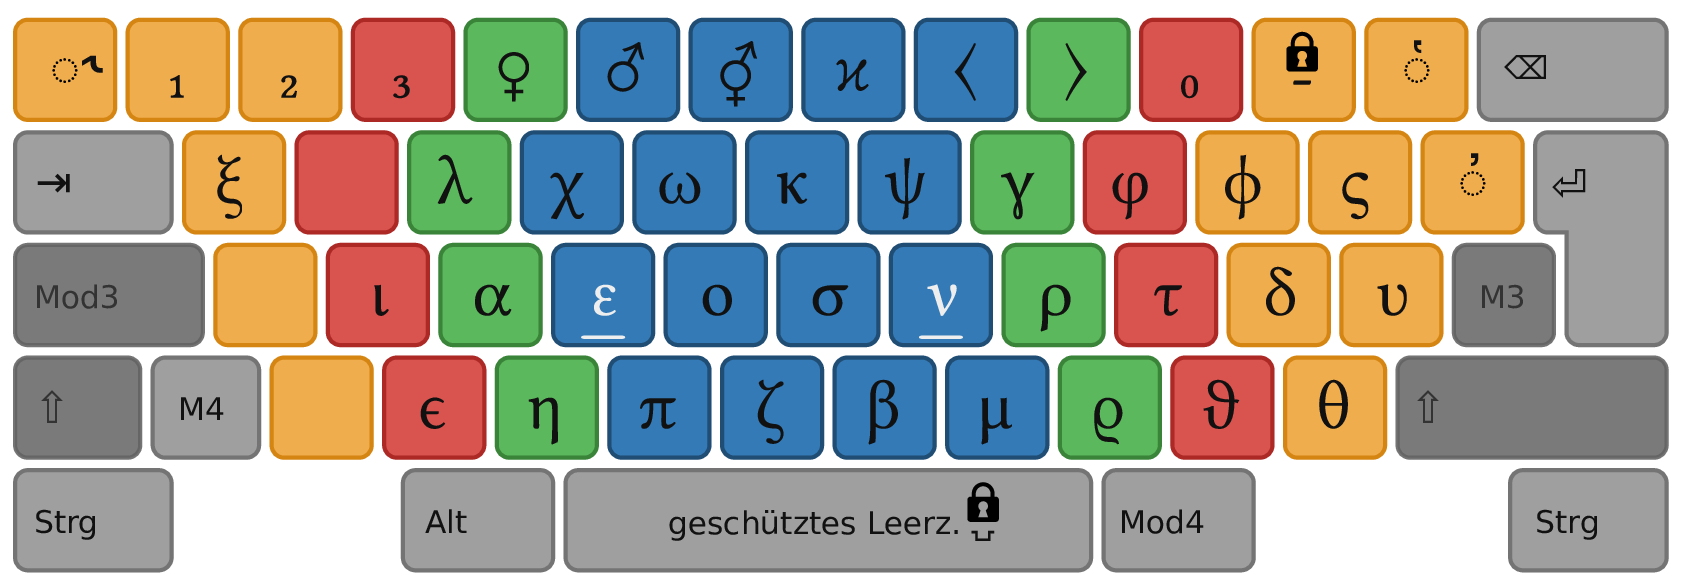 ₁ ₂ ₃ ♀ ♂ ⚥ ϰ 〈 〉 ₀ ⌫
⇥ ξ λ χ ω κ ψ γ φ ϕ ς ⏎
Mod3 ι α ε ο σ ν ρ τ δ υ M3
⇧ M4 ϵ η π ζ β μ ϱ ϑ θ ⇧
Strg Alt geschütztes Leerz. Mod4 Strg